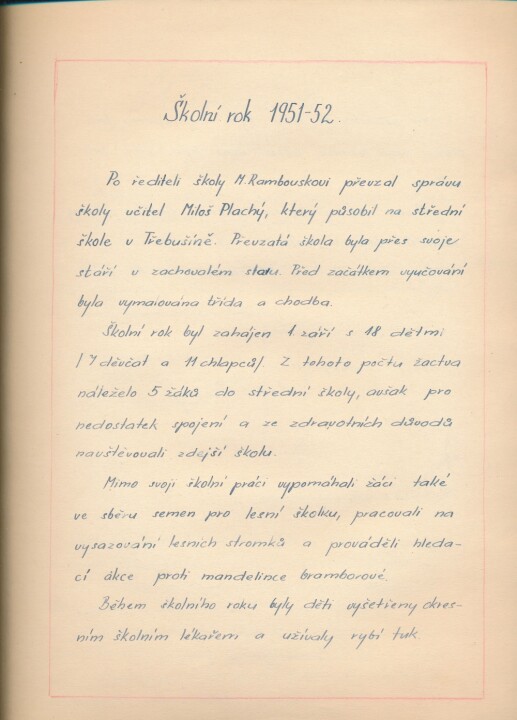 Školní rok 1951-52.
Po řediteli školy M. Rambouskovi převzal správu
školy učitel Miloš Plachý, který působil na střední
škole v Třebušíně. Převzatá škola byla přes svoje
stáří v zachovalém stavu. Před začátkem vyučování
byla vymalována třída a chodba.
Školní rok byl zahájen 1. září s 18 dětmi
/ 7 děvčat a 11 chlapců/. Z tohoto počtu žactva
náleželo 5 žáků do střední školy, avšak pro
nedostatek spojení a ze zdravotních důvodů
navštěvovali zdejší školu.
Mimo svoji školní práci vypomáhali žáci také
ve sběru semen pro lesní školku, pracovali na
vysazování lesních stromků a prováděli hleda-
cí akce proti mandelince bramborové.
Během školního roku byly děti vyšetřeny okres-
ním školním lékařem a užívaly rybí tuk.